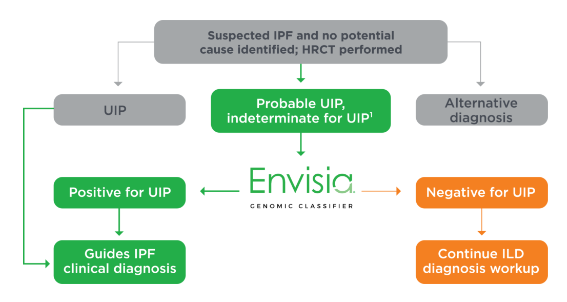 Suspected IPF and no potential
cause identified; HRCT performed
UIP
Probable UIP,
indeterminate for UIP¹
Alternative
diagnosis
Envisia
GENOMIC CLASSIFIER
Positive for UIP
Negative for UIP
Guides IPF
clinical diagnosis
Continue ILD
diagnosis workup